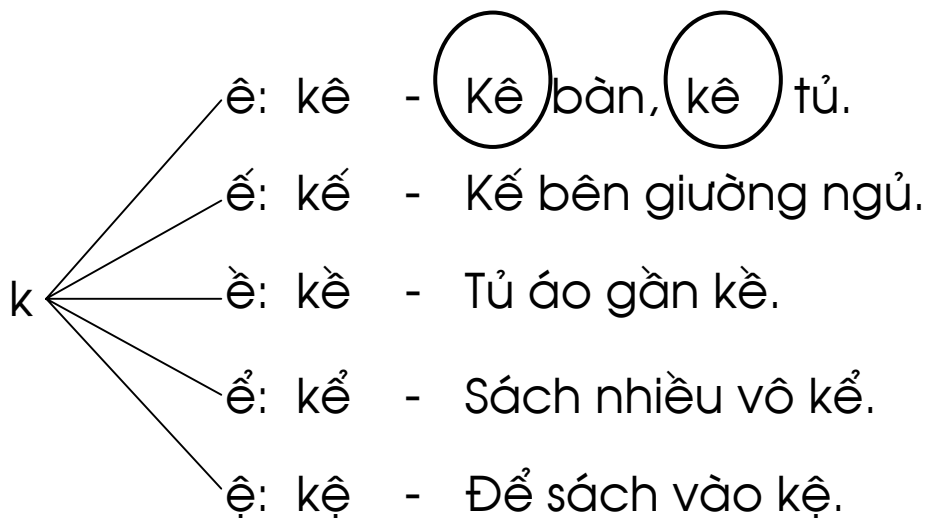 ê: kê - Kê bàn, kê tủ.
ế: kế - Kế bên giường ngủ.
k
ề: kề - Tủ áo gần kề.
ể: kể - Sách nhiều vô kể.
ệ: kệ - Để sách vào kệ.